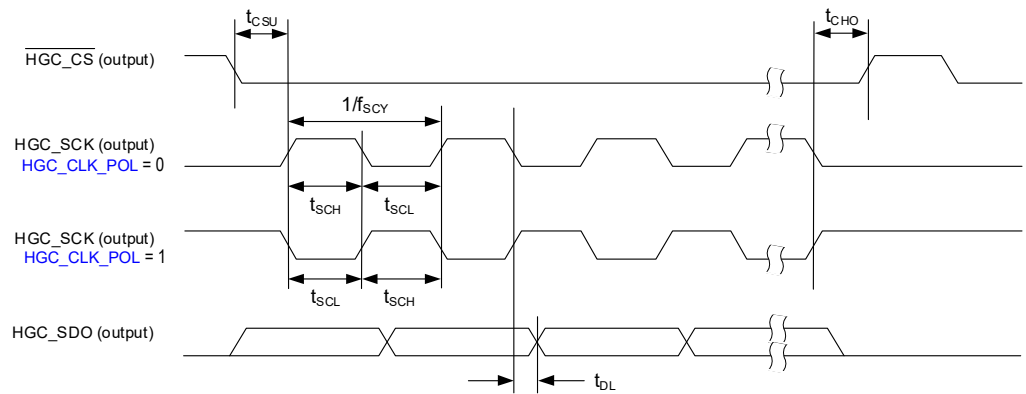 tCSU
tCHO
HGC_CS (output)
1/fSCY
HGC_SCK (output)
HGC_CLK_POL = 0
tSCH
tSCL
HGC_SCK (output)
HGC_CLK_POL = 1
tSCL
tSCH
HGC_SDO (output)
tDL